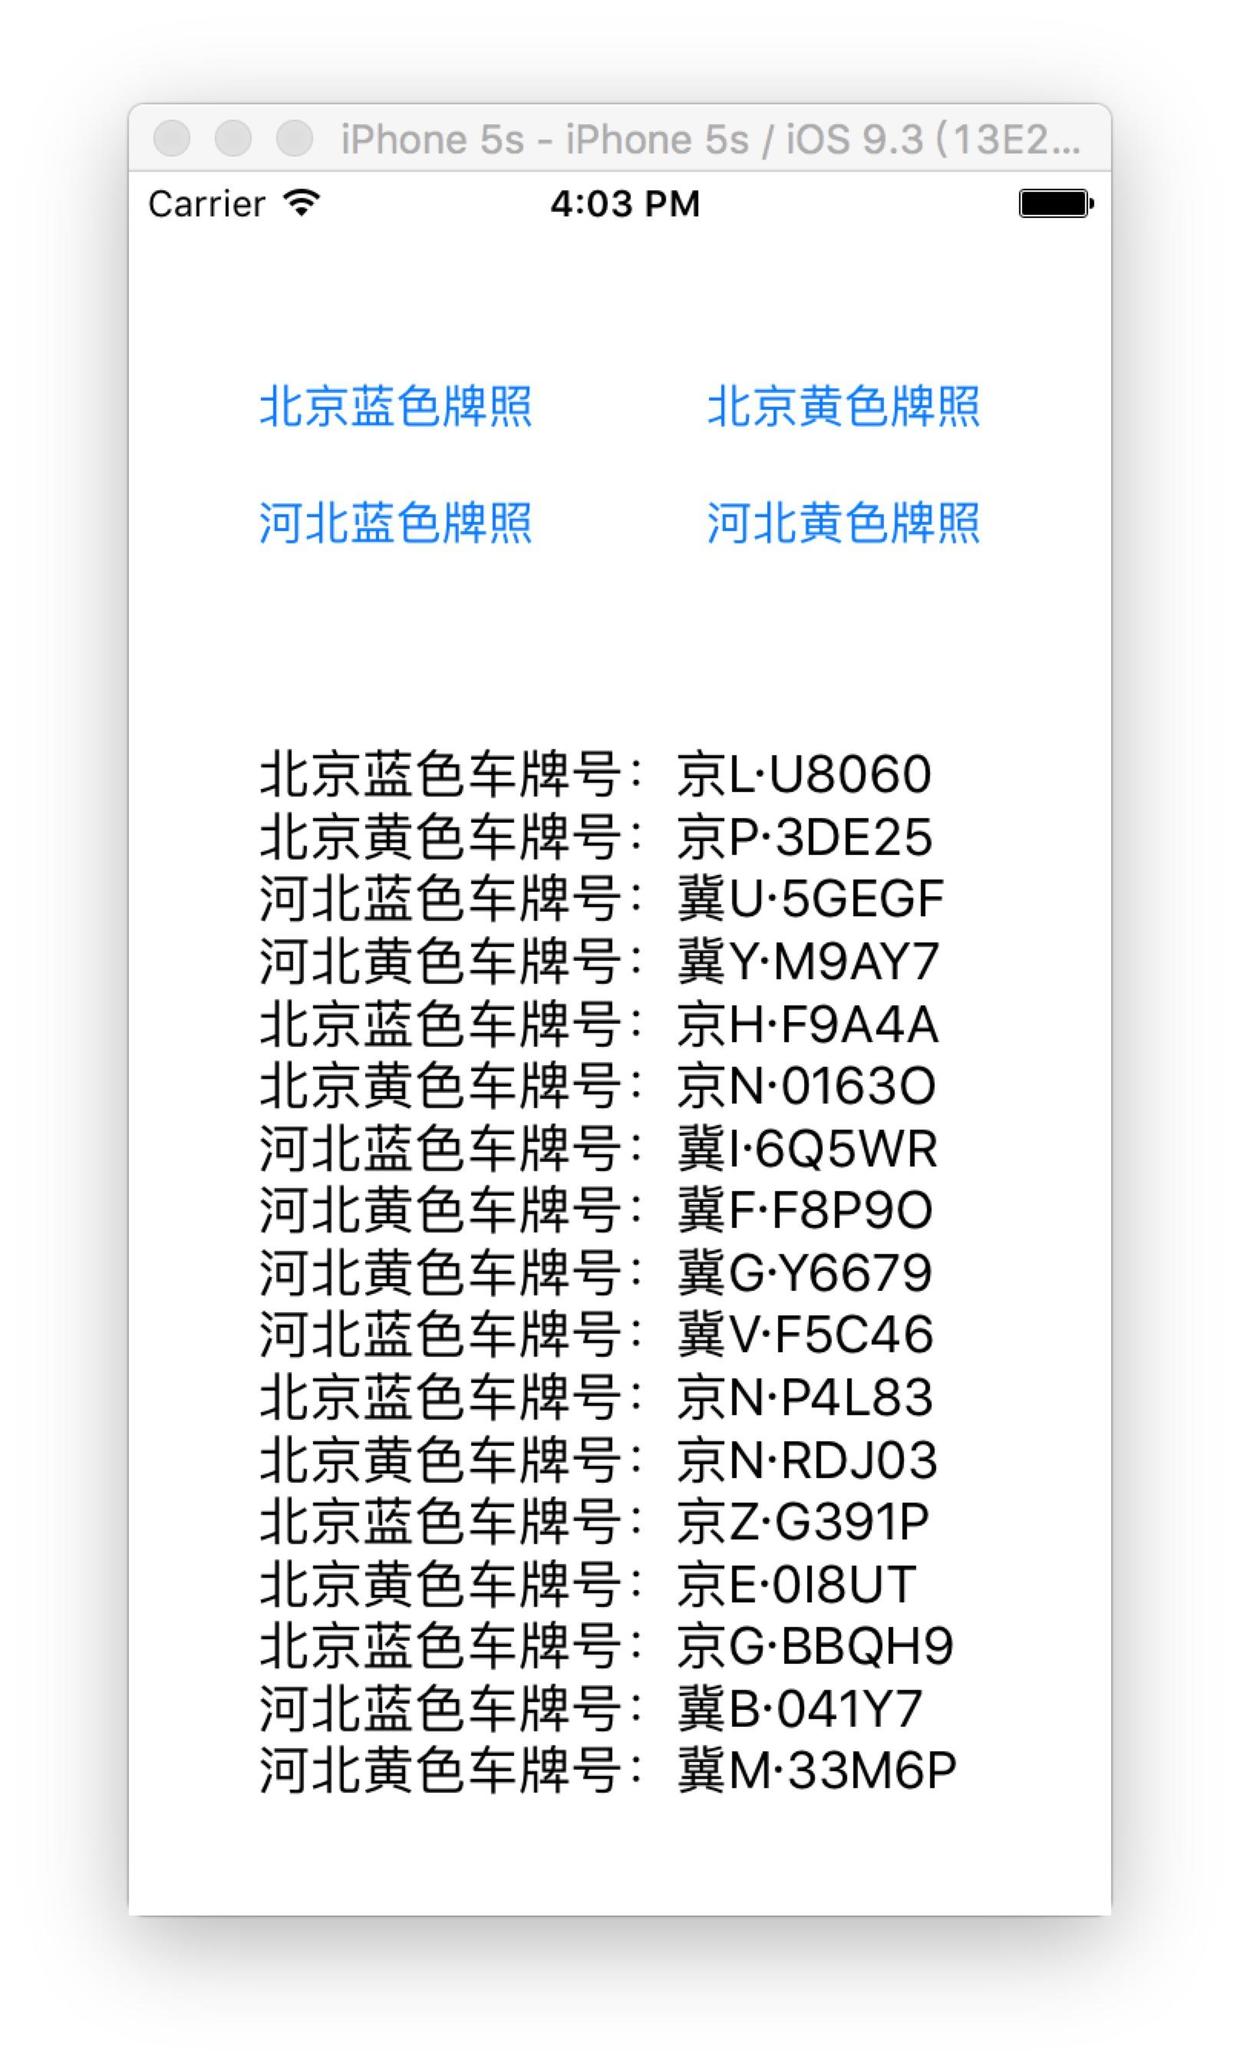 iPhone 5s - iPhone 5s / iOS 9.3 (13E2...
Carrier 4:03 PM
北京蓝色牌照 北京黄色牌照
河北蓝色牌照 河北黄色牌照
北京蓝色车牌号：京L·U8060
北京黄色车牌号：京P·3DE25
河北蓝色车牌号：冀U·5GEGF
河北黄色车牌号：冀Y·M9AY7
北京蓝色车牌号：京H·F9A4A
北京黄色车牌号：京N·0163O
河北蓝色车牌号：冀I·6Q5WR
河北黄色车牌号：冀F·F8P9O
河北黄色车牌号：冀G·Y6679
河北蓝色车牌号：冀V·F5C46
北京蓝色车牌号：京N·P4L83
北京黄色车牌号：京N·RDJ03
北京蓝色车牌号：京Z·G391P
北京黄色车牌号：京E·0I8UT
北京蓝色车牌号：京G·BBQH9
河北蓝色车牌号：冀B·041Y7
河北黄色车牌号：冀M·33M6P